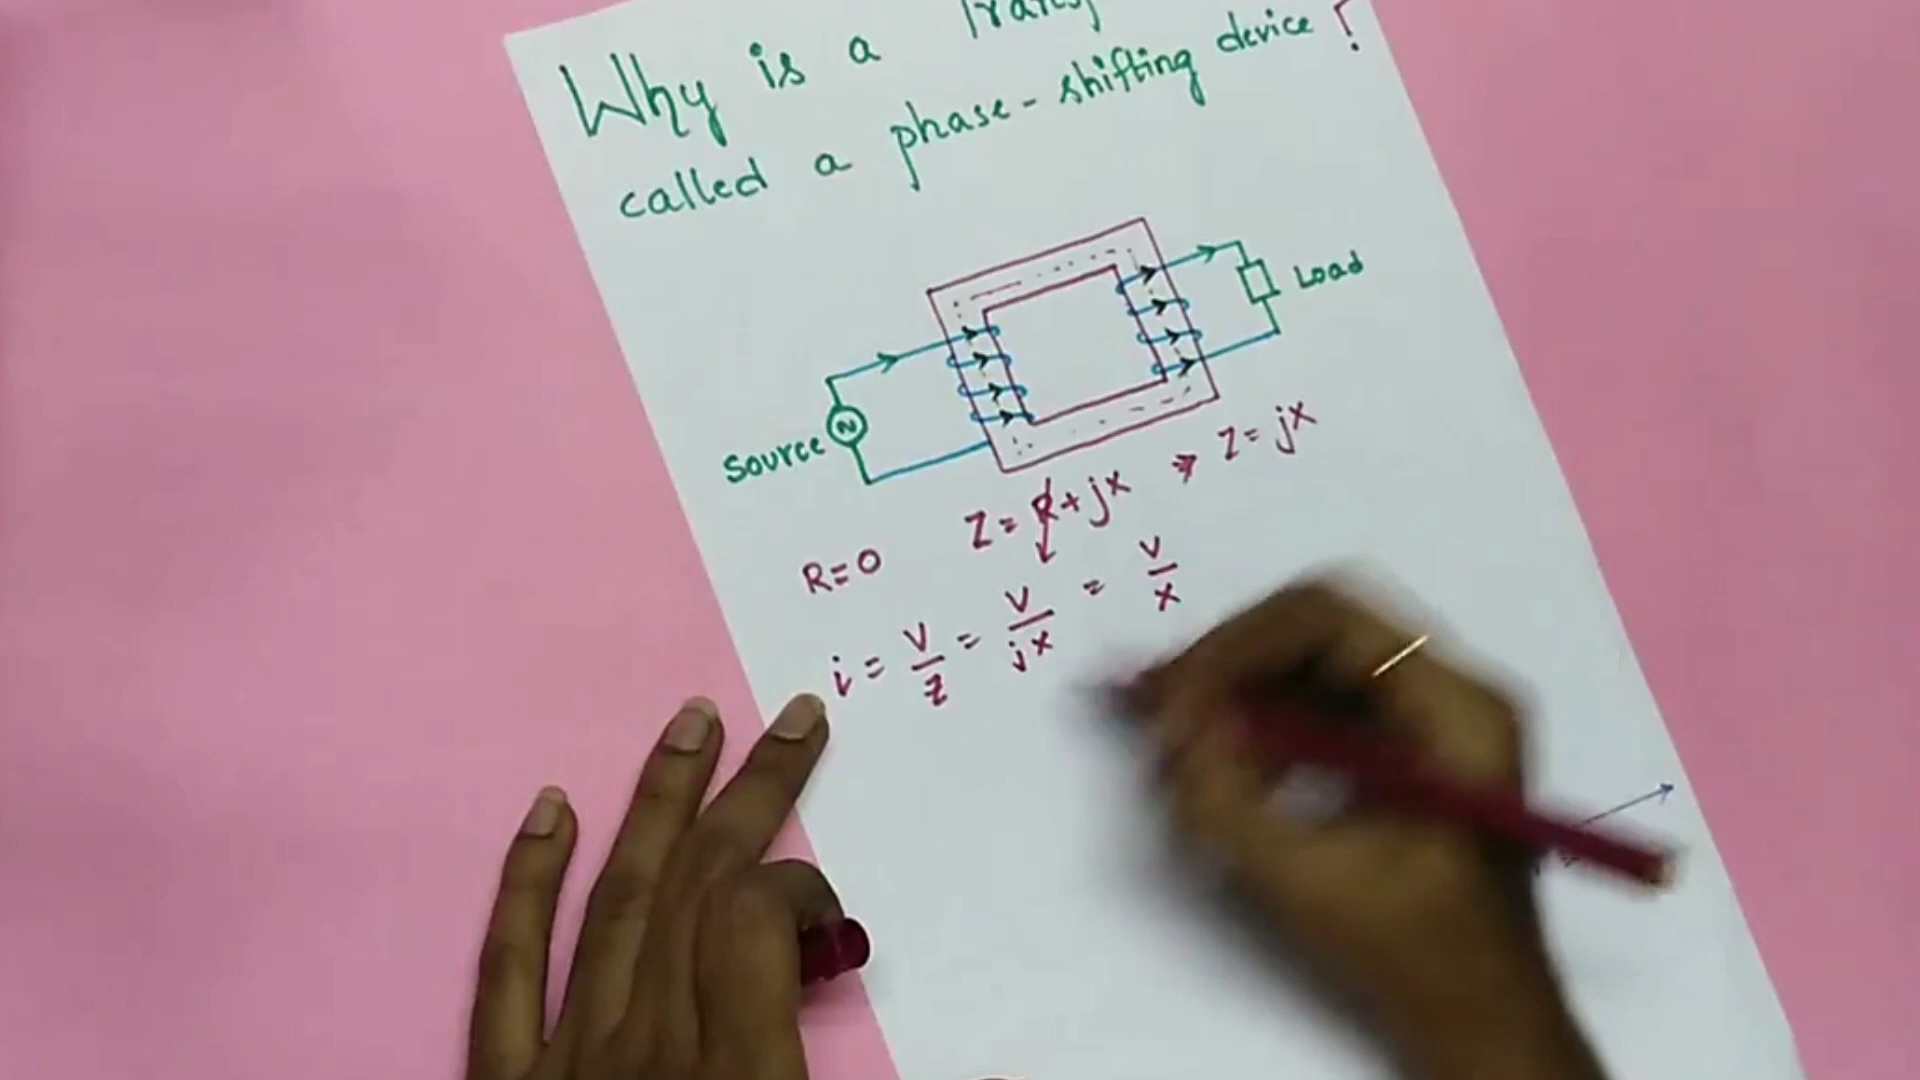 Why is a
called a phase-shifting device?
Load
Source
Z = R + jx ⇒ Z = jx
R = 0
i = V/Z = V/jx = V/x